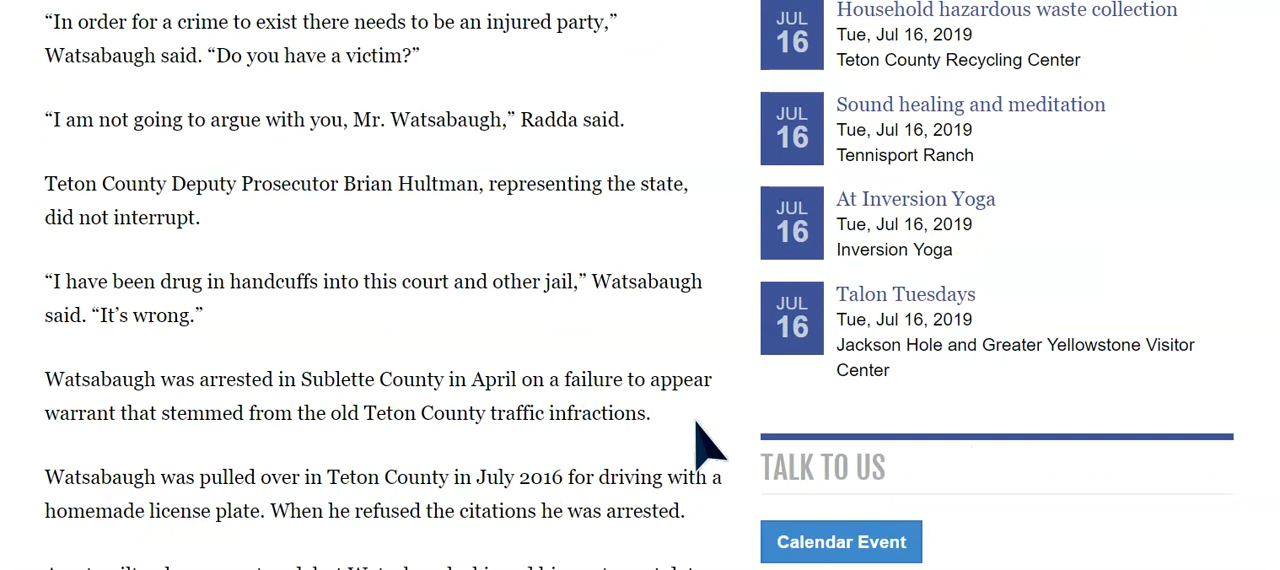 “In order for a crime to exist there needs to be an injured party,”
Watsabaugh said. “Do you have a victim?”
“I am not going to argue with you, Mr. Watsabaugh,” Radda said.
Teton County Deputy Prosecutor Brian Hultman, representing the state,
did not interrupt.
“I have been drug in handcuffs into this court and other jail,” Watsabaugh
said. “It’s wrong.”
Watsabaugh was arrested in Sublette County in April on a failure to appear
warrant that stemmed from the old Teton County traffic infractions.
Watsabaugh was pulled over in Teton County in July 2016 for driving with a
homemade license plate. When he refused the citations he was arrested.
JUL
16
Household hazardous waste collection
Tue, Jul 16, 2019
Teton County Recycling Center
JUL
16
Sound healing and meditation
Tue, Jul 16, 2019
Tennisport Ranch
JUL
16
At Inversion Yoga
Tue, Jul 16, 2019
Inversion Yoga
JUL
16
Talon Tuesdays
Tue, Jul 16, 2019
Jackson Hole and Greater Yellowstone Visitor
Center
TALK TO US
Calendar Event